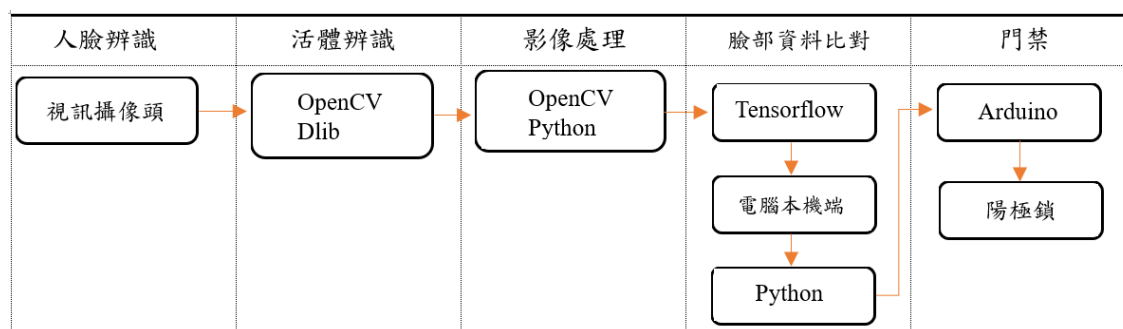 人臉辨識
活體辨識
影像處理
臉部資料比對
門禁
視訊攝像頭
OpenCV
Dlib
OpenCV
Python
Tensorflow
電腦本機端
Python
Arduino
陽極鎖